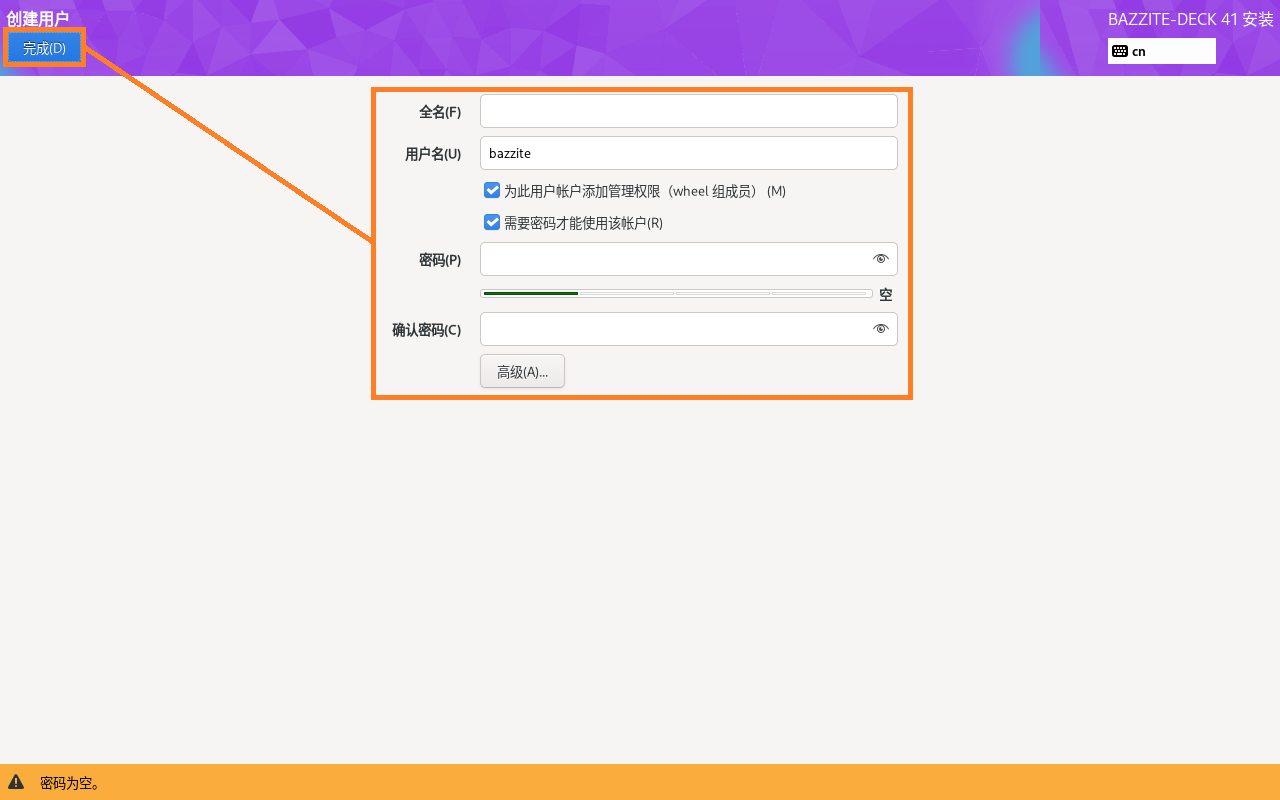 创建用户
BAZZITE-DECK 41 安装
完成(D)
cn
全名(F)
用户名(U)
bazzite
为此用户帐户添加管理权限（wheel 组成员） (M)
需要密码才能使用该帐户(R)
密码(P)
空
确认密码(C)
高级(A)...
密码为空。